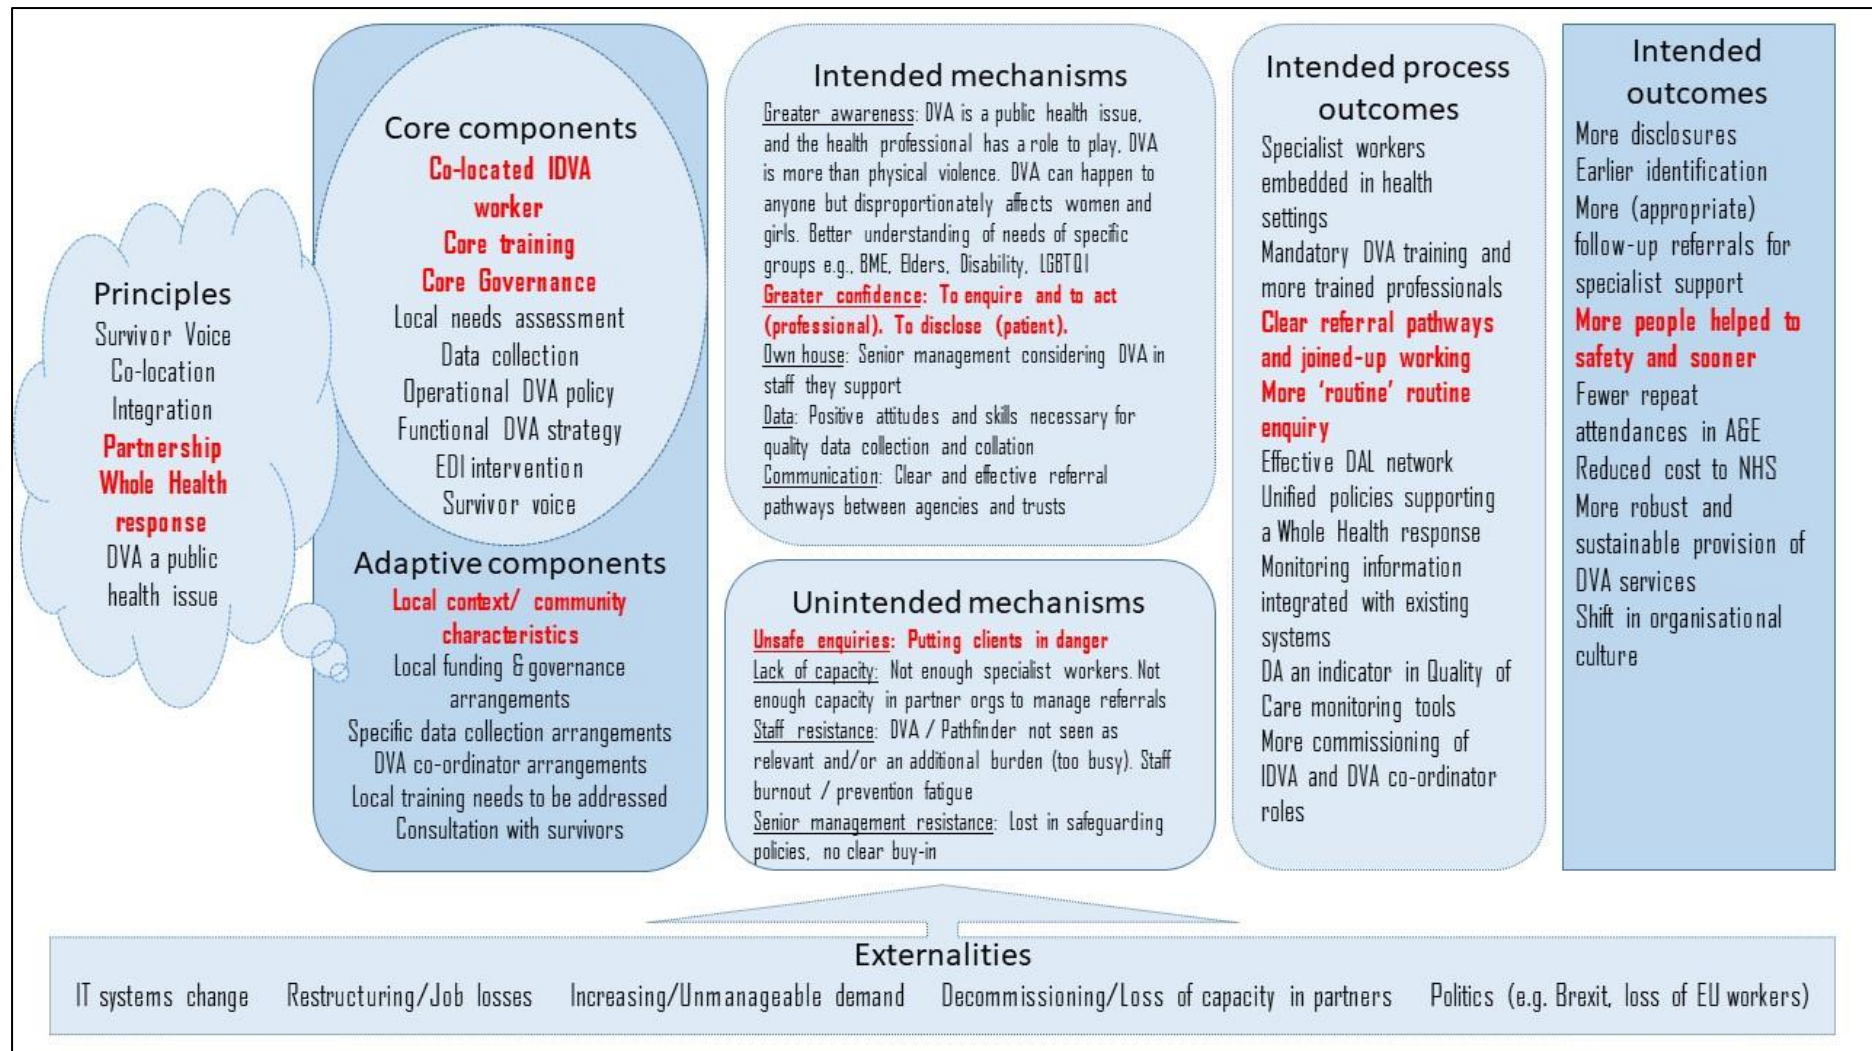 Principles
Survivor Voice
Co-location
Integration
Partnership
Whole Health
response
DVA a public
health issue
Core components
Co-located IDVA
worker
Core training
Core Governance
Local needs assessment
Data collection
Operational DVA policy
Functional DVA strategy
EDI intervention
Survivor voice
Adaptive components
Local context/ community
characteristics
Local funding & governance
arrangements
Specific data collection arrangements
DVA co-ordinator arrangements
Local training needs to be addressed
Consultation with survivors
Intended mechanisms
Greater awareness: DVA is a public health issue,
and the health professional has a role to play, DVA
is more than physical violence. DVA can happen to
anyone but disproportionately affects women and
girls. Better understanding of needs of specific
groups e.g., BME, Elders, Disability, LGBTQI
Greater confidence: To enquire and to act
(professional). To disclose (patient).
Own house: Senior management considering DVA in
staff they support
Data: Positive attitudes and skills necessary for
quality data collection and collation
Communication: Clear and effective referral
pathways between agencies and trusts
Unintended mechanisms
Unsafe enquiries: Putting clients in danger
Lack of capacity: Not enough specialist workers. Not
enough capacity in partner orgs to manage referrals
Staff resistance: DVA / Pathfinder not seen as
relevant and/or an additional burden (too busy). Staff
burnout / prevention fatigue
Senior management resistance: Lost in safeguarding
policies, no clear buy-in
Intended process
outcomes
Specialist workers
embedded in health
settings
Mandatory DVA training and
more trained professionals
Clear referral pathways
and joined-up working
More ‘routine’ routine
enquiry
Effective DAL network
Unified policies supporting
a Whole Health response
Monitoring information
integrated with existing
systems
DA an indicator in Quality of
Care monitoring tools
More commissioning of
IDVA and DVA co-ordinator
roles
Intended
outcomes
More disclosures
Earlier identification
More (appropriate)
follow-up referrals for
specialist support
More people helped to
safety and sooner
Fewer repeat
attendances in A&E
Reduced cost to NHS
More robust and
sustainable provision of
DVA services
Shift in organisational
culture
Externalities
IT systems change Restructuring/Job losses Increasing/Unmanageable demand Decommissioning/Loss of capacity in partners Politics (e.g. Brexit, loss of EU workers)